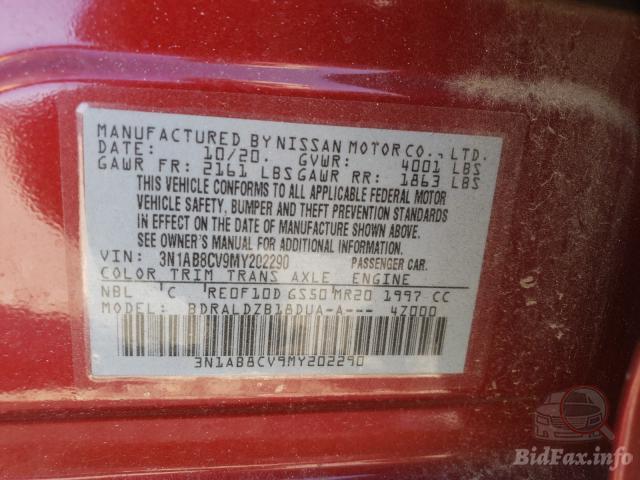 MANUFACTURED BY NISSAN MOTOR CO., LTD.
DATE: 10/20. GVWR: 4001 LBS
GAWR FR: 2161 LBS GAWR RR: 1863 LBS
THIS VEHICLE CONFORMS TO ALL APPLICABLE FEDERAL MOTOR
VEHICLE SAFETY, BUMPER AND THEFT PREVENTION STANDARDS
IN EFFECT ON THE DATE OF MANUFACTURE SHOWN ABOVE.
SEE OWNER'S MANUAL FOR ADDITIONAL INFORMATION.
VIN: 3N1AB8CV9MY202290 PASSENGER CAR.
COLOR TRIM TRANS AXLE ENGINE
NBL C RE0F10D GS50 MR20 1997 CC
MODEL: BDRALDZB18DUA-A--- 4Z000
3N1AB8CV9MY202290
BidFax.info